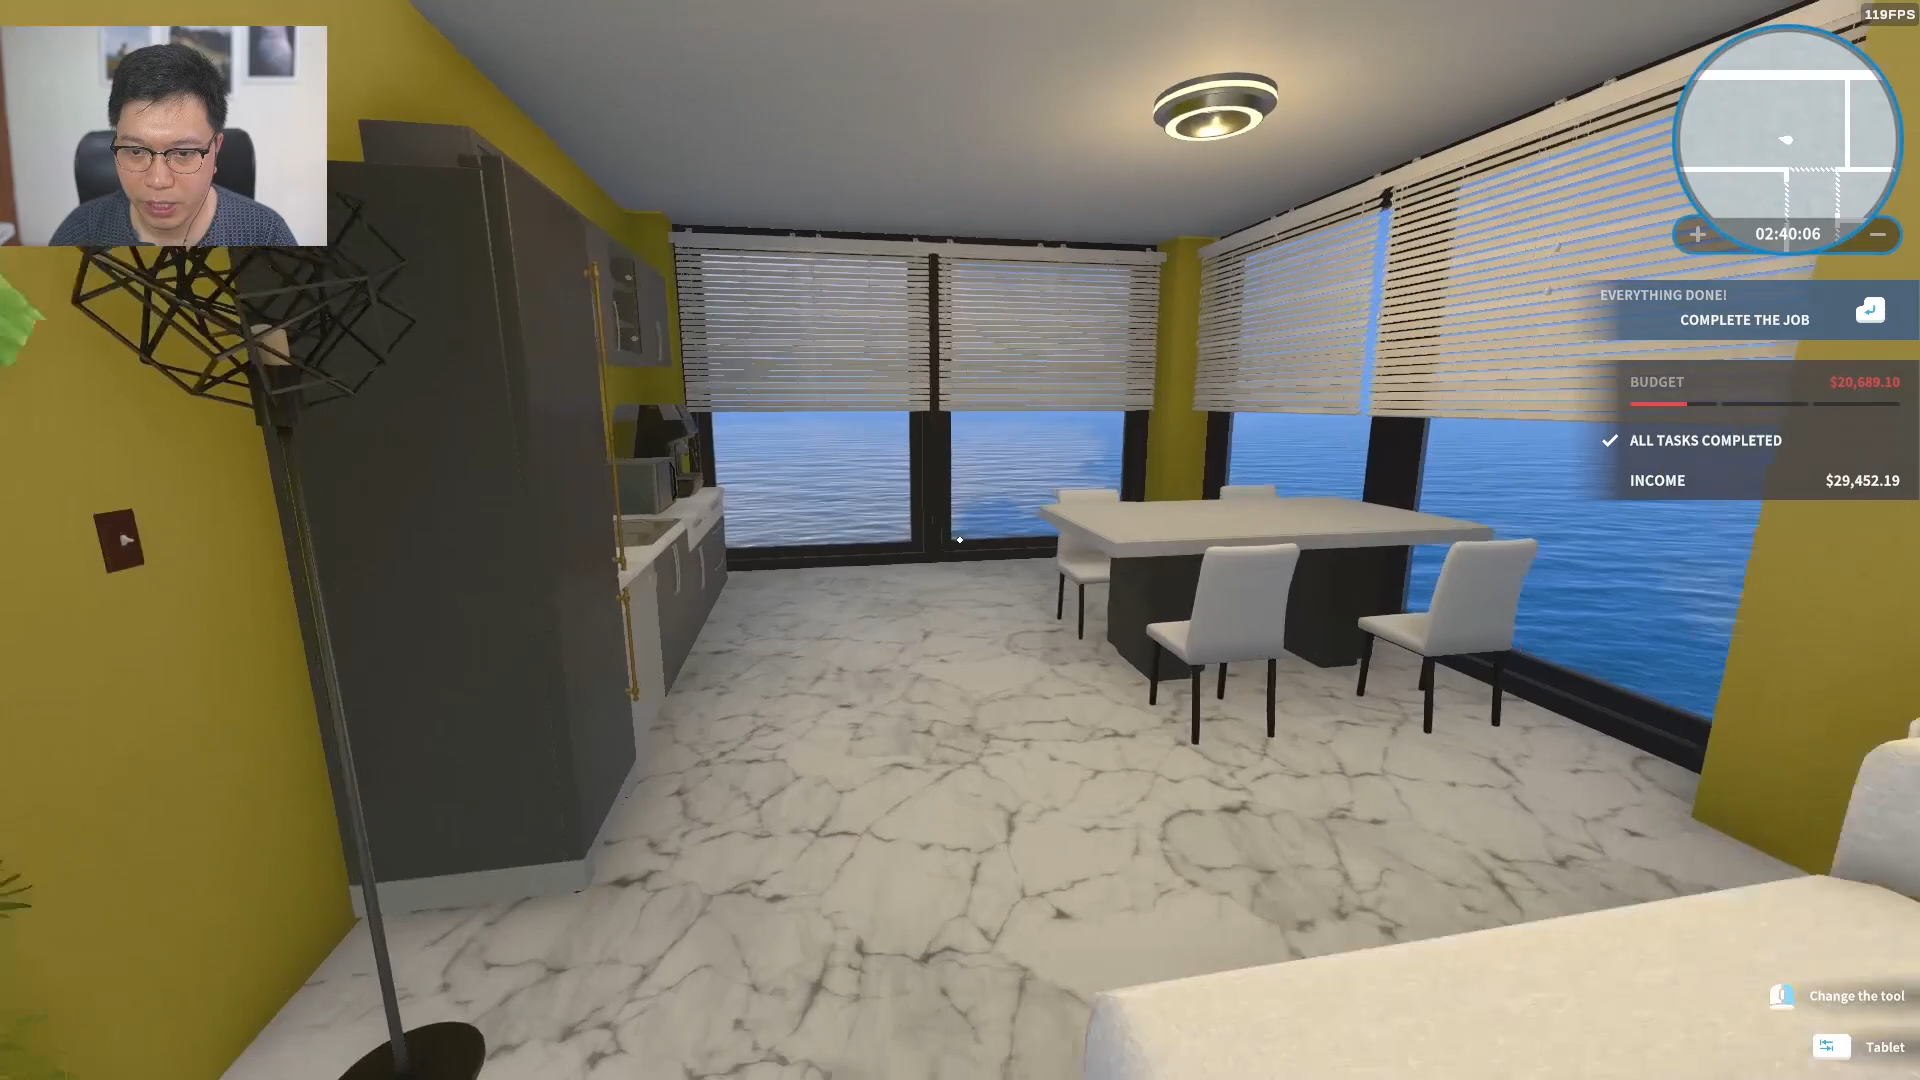 119FPS
02:40:06
EVERYTHING DONE!
COMPLETE THE JOB
BUDGET $20,689.10
ALL TASKS COMPLETED
INCOME $29,452.19
Change the tool
Tablet